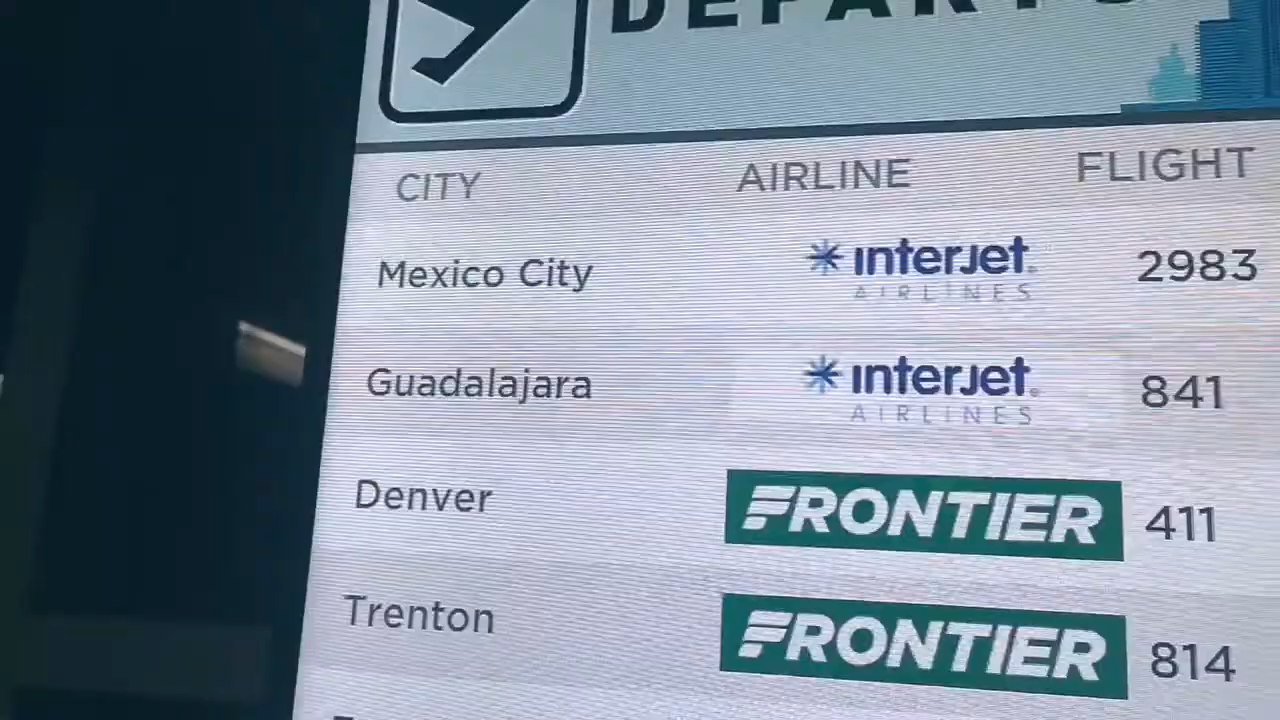 CITY AIRLINE FLIGHT
Mexico City interjet AIRLINES 2983
Guadalajara interjet AIRLINES 841
Denver FRONTIER 411
Trenton FRONTIER 814